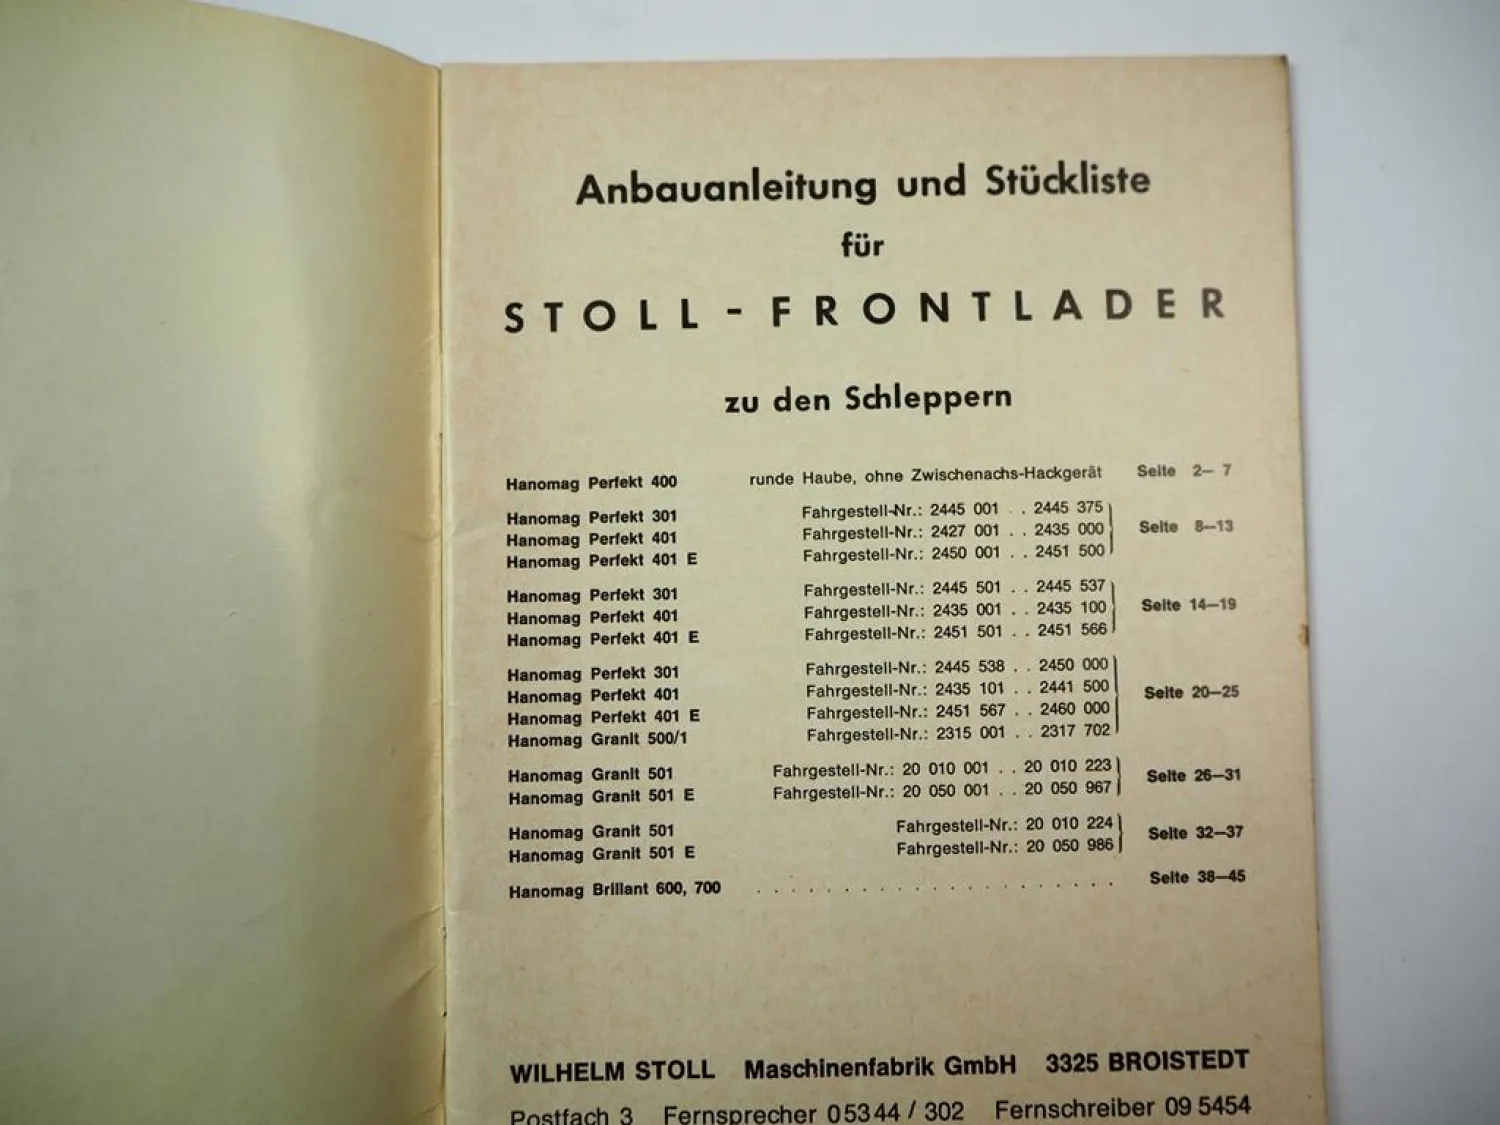 Anbauanleitung und Stückliste
für
STOLL - FRONTLADER
zu den Schleppern
Hanomag Perfekt 400 runde Haube, ohne Zwischenachs-Hackgerät Seite 2– 7
Hanomag Perfekt 301 Fahrgestell-Nr.: 2445 001 . . 2445 375
Hanomag Perfekt 401 Fahrgestell-Nr.: 2427 001 . . 2435 000 Seite 8–13
Hanomag Perfekt 401 E Fahrgestell-Nr.: 2450 001 . . 2451 500
Hanomag Perfekt 301 Fahrgestell-Nr.: 2445 501 . . 2445 537
Hanomag Perfekt 401 Fahrgestell-Nr.: 2435 001 . . 2435 100 Seite 14–19
Hanomag Perfekt 401 E Fahrgestell-Nr.: 2451 501 . . 2451 566
Hanomag Perfekt 301 Fahrgestell-Nr.: 2445 538 . . 2450 000
Hanomag Perfekt 401 Fahrgestell-Nr.: 2435 101 . . 2441 500 Seite 20–25
Hanomag Perfekt 401 E Fahrgestell-Nr.: 2451 567 . . 2460 000
Hanomag Granit 500/1 Fahrgestell-Nr.: 2315 001 . . 2317 702
Hanomag Granit 501 Fahrgestell-Nr.: 20 010 001 . . 20 010 223 Seite 26–31
Hanomag Granit 501 E Fahrgestell-Nr.: 20 050 001 . . 20 050 967
Hanomag Granit 501 Fahrgestell-Nr.: 20 010 224 Seite 32–37
Hanomag Granit 501 E Fahrgestell-Nr.: 20 050 986
Hanomag Brillant 600, 700 . . . . . . . . . . . . . . . . . . . . . Seite 38–45
WILHELM STOLL Maschinenfabrik GmbH 3325 BROISTEDT
Postfach 3 Fernsprecher 05344 / 302 Fernschreiber 09 5454